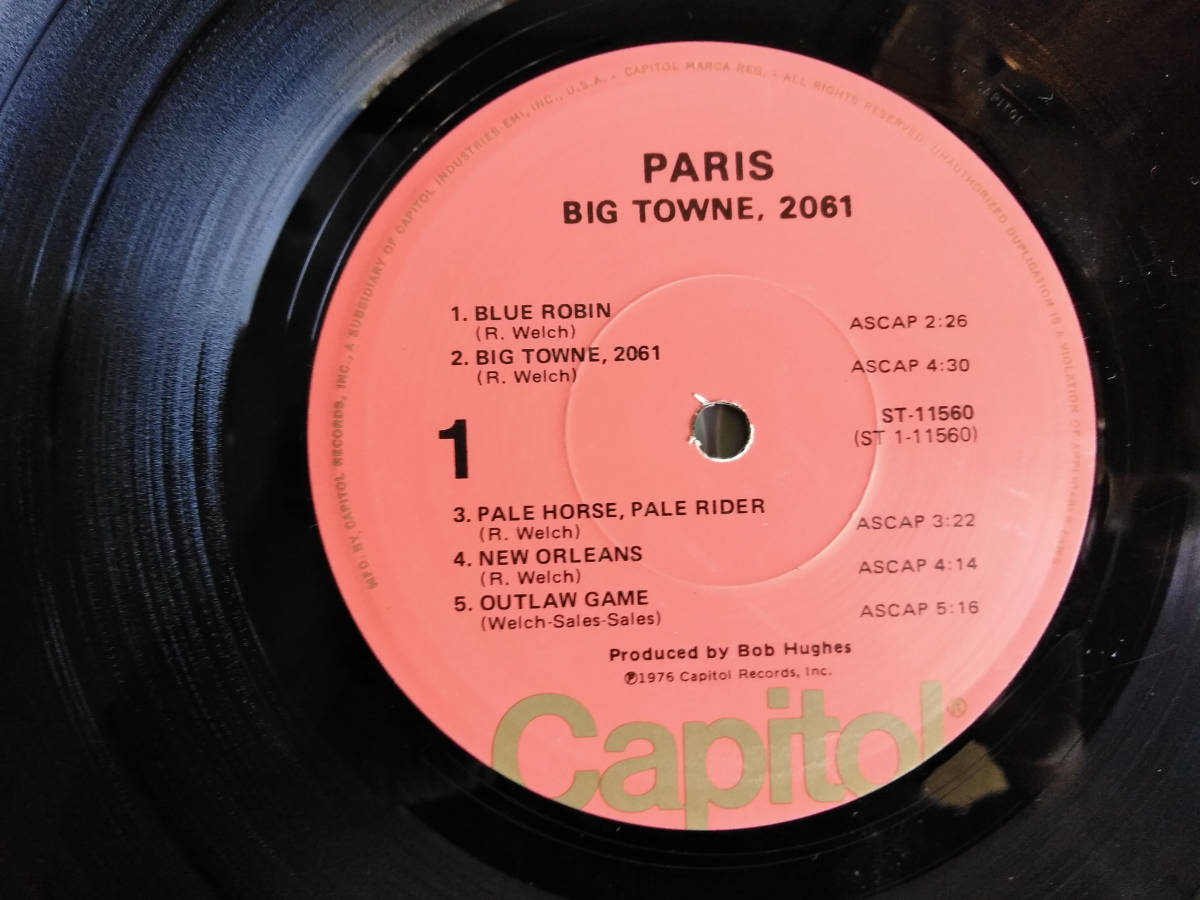 PARIS
BIG TOWNE, 2061
1. BLUE ROBIN ASCAP 2:26
(R. Welch)
2. BIG TOWNE, 2061 ASCAP 4:30
(R. Welch)
ST-11560
1 (ST 1-11560)
3. PALE HORSE, PALE RIDER ASCAP 3:22
(R. Welch)
4. NEW ORLEANS ASCAP 4:14
(R. Welch)
5. OUTLAW GAME ASCAP 5:16
(Welch-Sales-Sales)
Produced by Bob Hughes
℗1976 Capitol Records, Inc.
Capitol®
MFD. BY CAPITOL RECORDS, INC., A SUBSIDIARY OF CAPITOL INDUSTRIES-EMI, INC., U.S.A. • CAPITOL MARCA REG. • ALL RIGHTS RESERVED. UNAUTHORIZED DUPLICATION IS A VIOLATION OF
CAPITOL